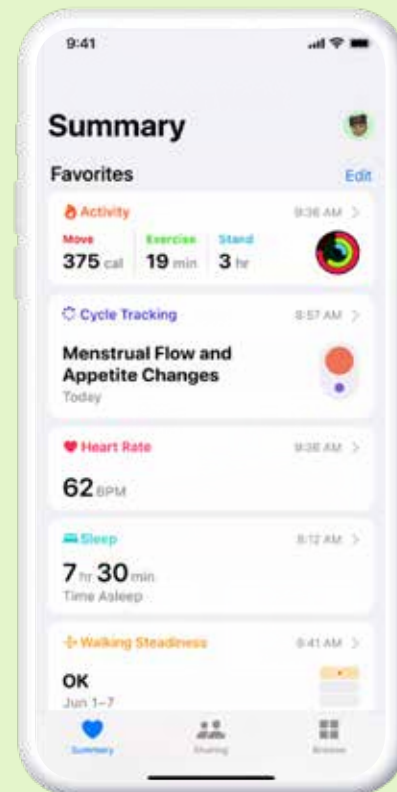 9:41
Summary
Favorites
Edit
Activity
9:36 AM
Move Exercise Stand
375 cal 19 min 3 hr
Cycle Tracking
8:57 AM
Menstrual Flow and
Appetite Changes
Today
Heart Rate
9:36 AM
62 BPM
Sleep
8:12 AM
7 hr 30 min
Time Asleep
Walking Steadiness
9:41 AM
OK
Jun 1–7
Summary Sharing Browse